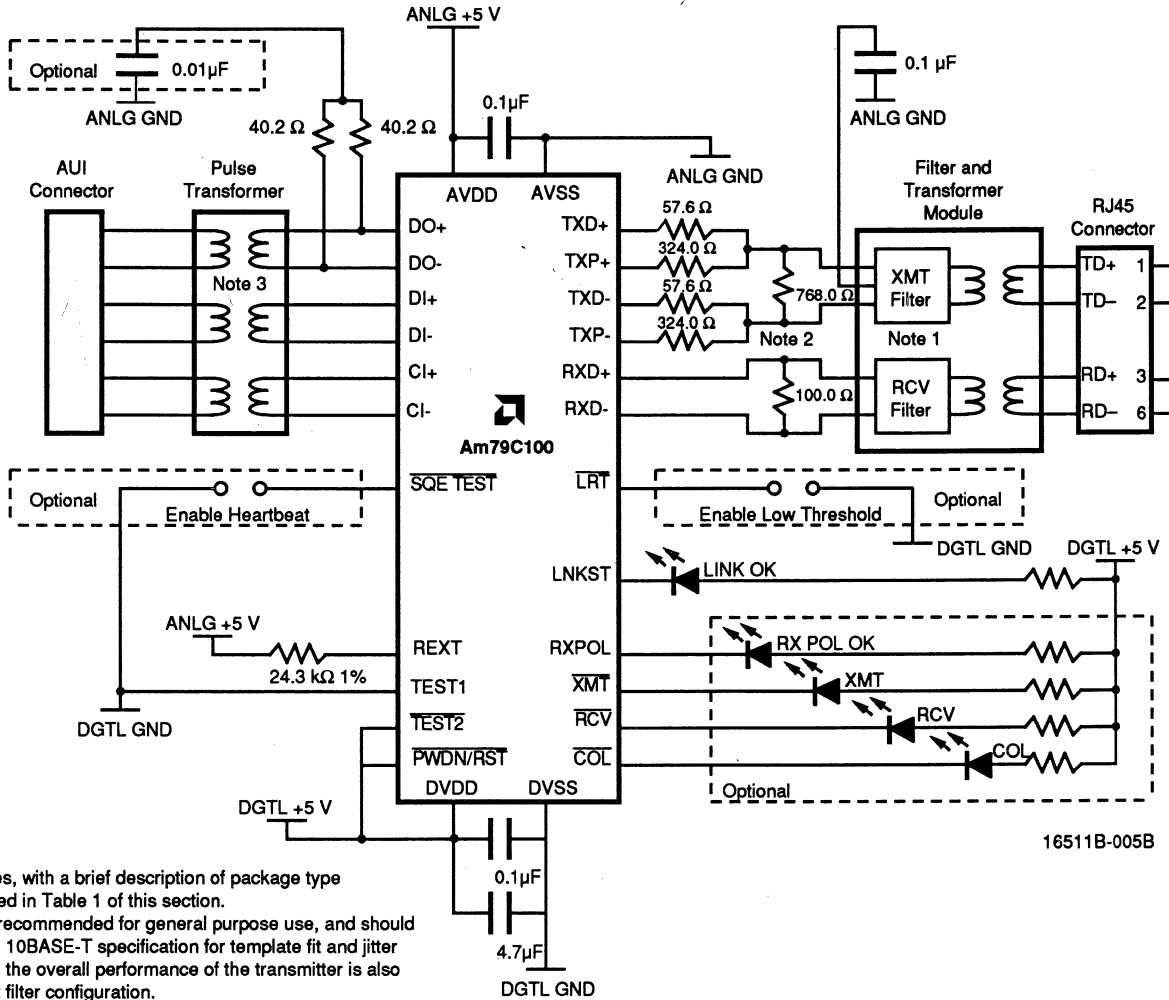 ANLG +5 V
Optional
0.01µF
ANLG GND
0.1µF
0.1 µF
ANLG GND
40.2 Ω
40.2 Ω
ANLG GND
AUI
Connector
Pulse
Transformer
Filter and
Transformer
Module
RJ45
Connector
AVDD
AVSS
DO+
DO-
DI+
DI-
CI+
CI-
Note 3
TXD+
TXP+
TXD-
TXP-
RXD+
RXD-
57.6 Ω
324.0 Ω
57.6 Ω
324.0 Ω
768.0 Ω
Note 2
100.0 Ω
XMT
Filter
Note 1
RCV
Filter
TD+ 1
TD– 2
RD+ 3
RD– 6
Am79C100
Optional
Enable Heartbeat
SQE TEST
LRT
Enable Low Threshold
Optional
DGTL GND
DGTL +5 V
LNKST
LINK OK
ANLG +5 V
24.3 kΩ 1%
REXT
RXPOL
RX POL OK
TEST1
XMT
XMT
DGTL GND
TEST2
RCV
RCV
PWDN/RST
COL
COL
Optional
DVDD
DVSS
DGTL +5 V
0.1µF
4.7µF
DGTL GND
16511B-005B
es, with a brief description of package type
ed in Table 1 of this section.
recommended for general purpose use, and should
10BASE-T specification for template fit and jitter
the overall performance of the transmitter is also
filter configuration.